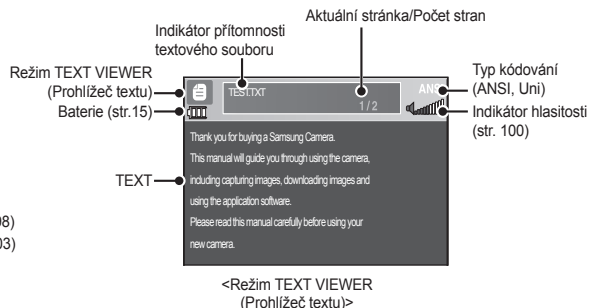 Aktuální stránka/Počet stran
Indikátor přítomnosti
textového souboru
Režim TEXT VIEWER
(Prohlížeč textu)
Baterie (str.15)
TEXT
Typ kódování
(ANSI, Uni)
Indikátor hlasitosti
(str. 100)
TEST.TXT
1 / 2
Thank you for buying a Samsung Camera.
This manual will guide you through using the camera,
including capturing images, downloading images and
using the application software.
Please read this manual carefully before using your
new camera.
<Režim TEXT VIEWER
(Prohlížeč textu)>